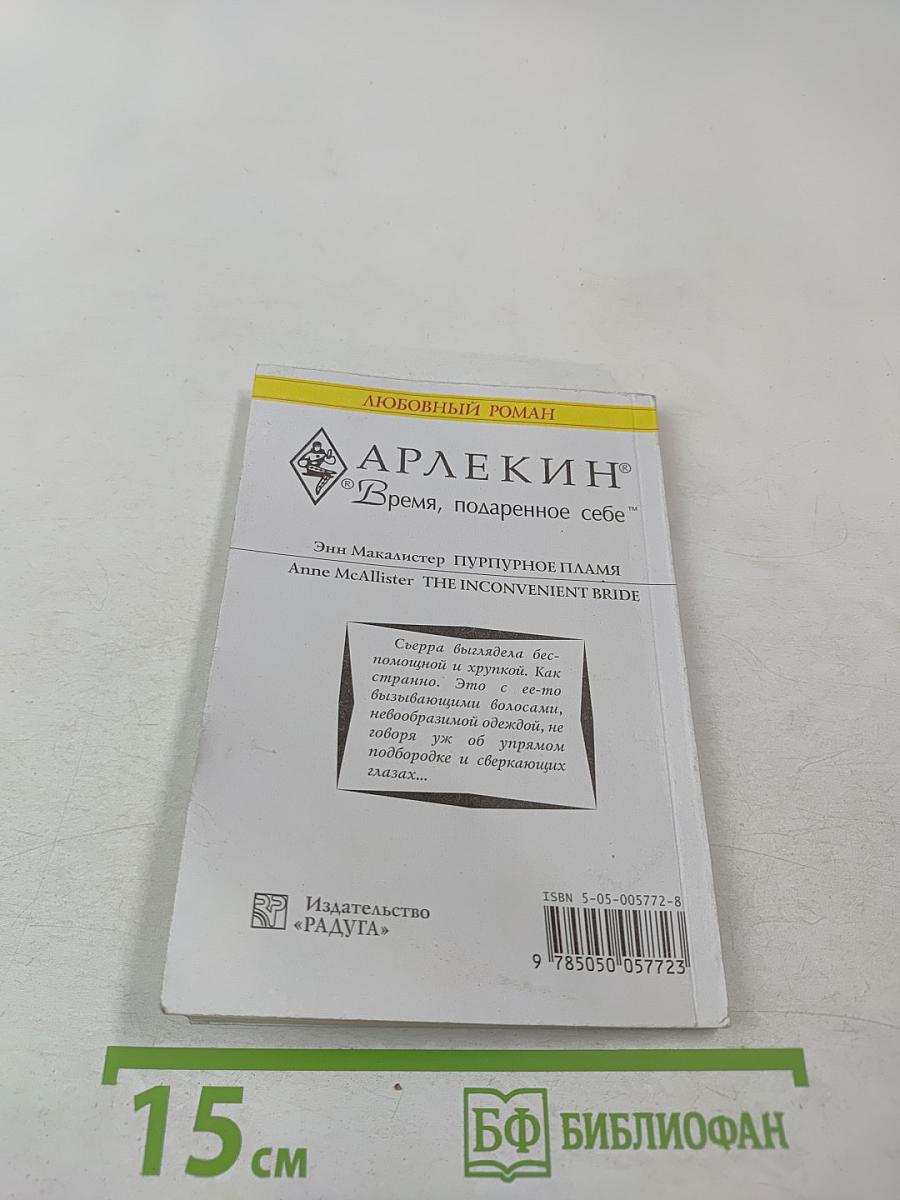 ЛЮБОВНЫЙ РОМАН
АРЛЕКИН®
® Время, подаренное себе™
Энн Макалистер ПУРПУРНОЕ ПЛАМЯ
Anne McAllister THE INCONVENIENT BRIDE
Сьерра выглядела бес-
помощной и хрупкой. Как
странно. Это с ее-то
вызывающими волосами,
невообразимой одеждой, не
говоря уж об упрямом
подбородке и сверкающих
глазах...
Издательство
«РАДУГА»
ISBN 5-05-005772-8
9 785050 057723
15 см
БФ БИБЛИОФАН